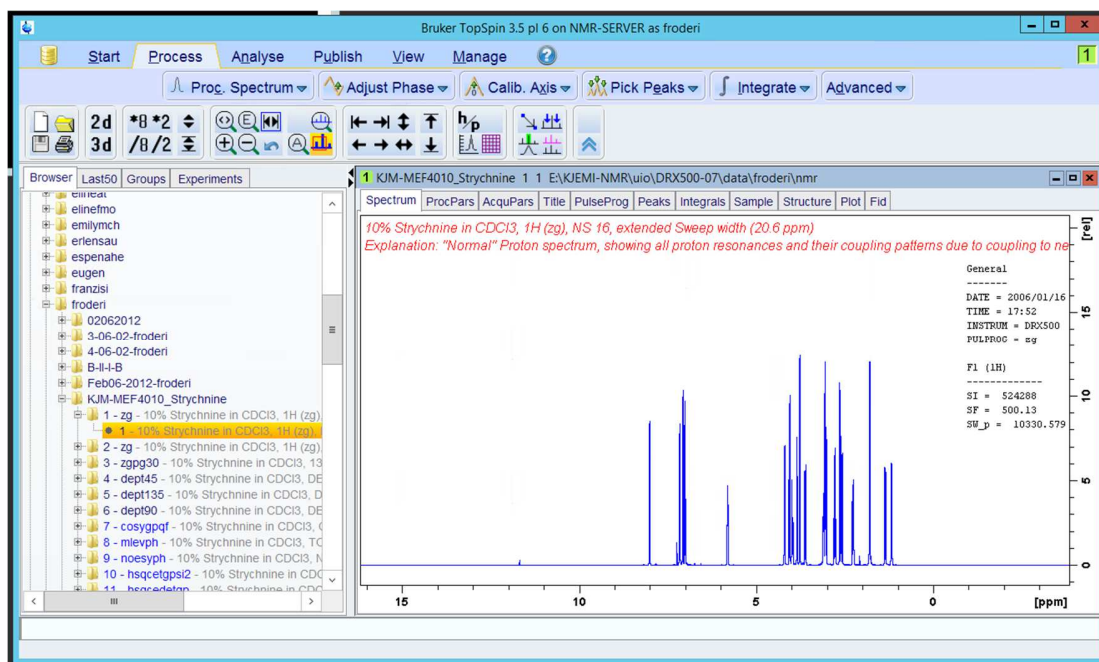 Bruker TopSpin 3.5 pl 6 on NMR-SERVER as froderi
Start Process Analyse Publish View Manage ? 1
Proc. Spectrum Adjust Phase Calib. Axis Pick Peaks Integrate Advanced
2d *8 *2 E h/p
3d /8 /2 A
Browser Last50 Groups Experiments
elinefmo
emilymch
erlensau
espenahe
eugen
franzisi
froderi
02062012
3-06-02-froderi
4-06-02-froderi
B-II-I-B
Feb06-2012-froderi
KJM-MEF4010_Strychnine
1 - zg - 10% Strychnine in CDCl3, 1H (zg),
1 - 10% Strychnine in CDCl3, 1H (zg),
2 - zg - 10% Strychnine in CDCl3, 1H (zg)
3 - zgpg30 - 10% Strychnine in CDCl3, 13
4 - dept45 - 10% Strychnine in CDCl3, DE
5 - dept135 - 10% Strychnine in CDCl3, D
6 - dept90 - 10% Strychnine in CDCl3, DE
7 - cosygpqf - 10% Strychnine in CDCl3, C
8 - mlevph - 10% Strychnine in CDCl3, TC
9 - noesyph - 10% Strychnine in CDCl3, N
10 - hsqcetgpsi2 - 10% Strychnine in CDC
11 - hsqcedetgp - 10% Strychnine in CDC
1 KJM-MEF4010_Strychnine 1 1 E:\KJEMI-NMR\uio\DRX500-07\data\froderi\nmr
Spectrum ProcPars AcquPars Title PulseProg Peaks Integrals Sample Structure Plot Fid
10% Strychnine in CDCl3, 1H (zg), NS 16, extended Sweep width (20.6 ppm)
Explanation: "Normal" Proton spectrum, showing all proton resonances and their coupling patterns due to coupling to ne
General
-------
DATE = 2006/01/16
TIME = 17:52
INSTRUM = DRX500
PULPROG = zg
F1 (1H)
-------------
SI = 524288
SF = 500.13
SW_p = 10330.579
[rel]
15
10
5
0
15 10 5 0 [ppm]